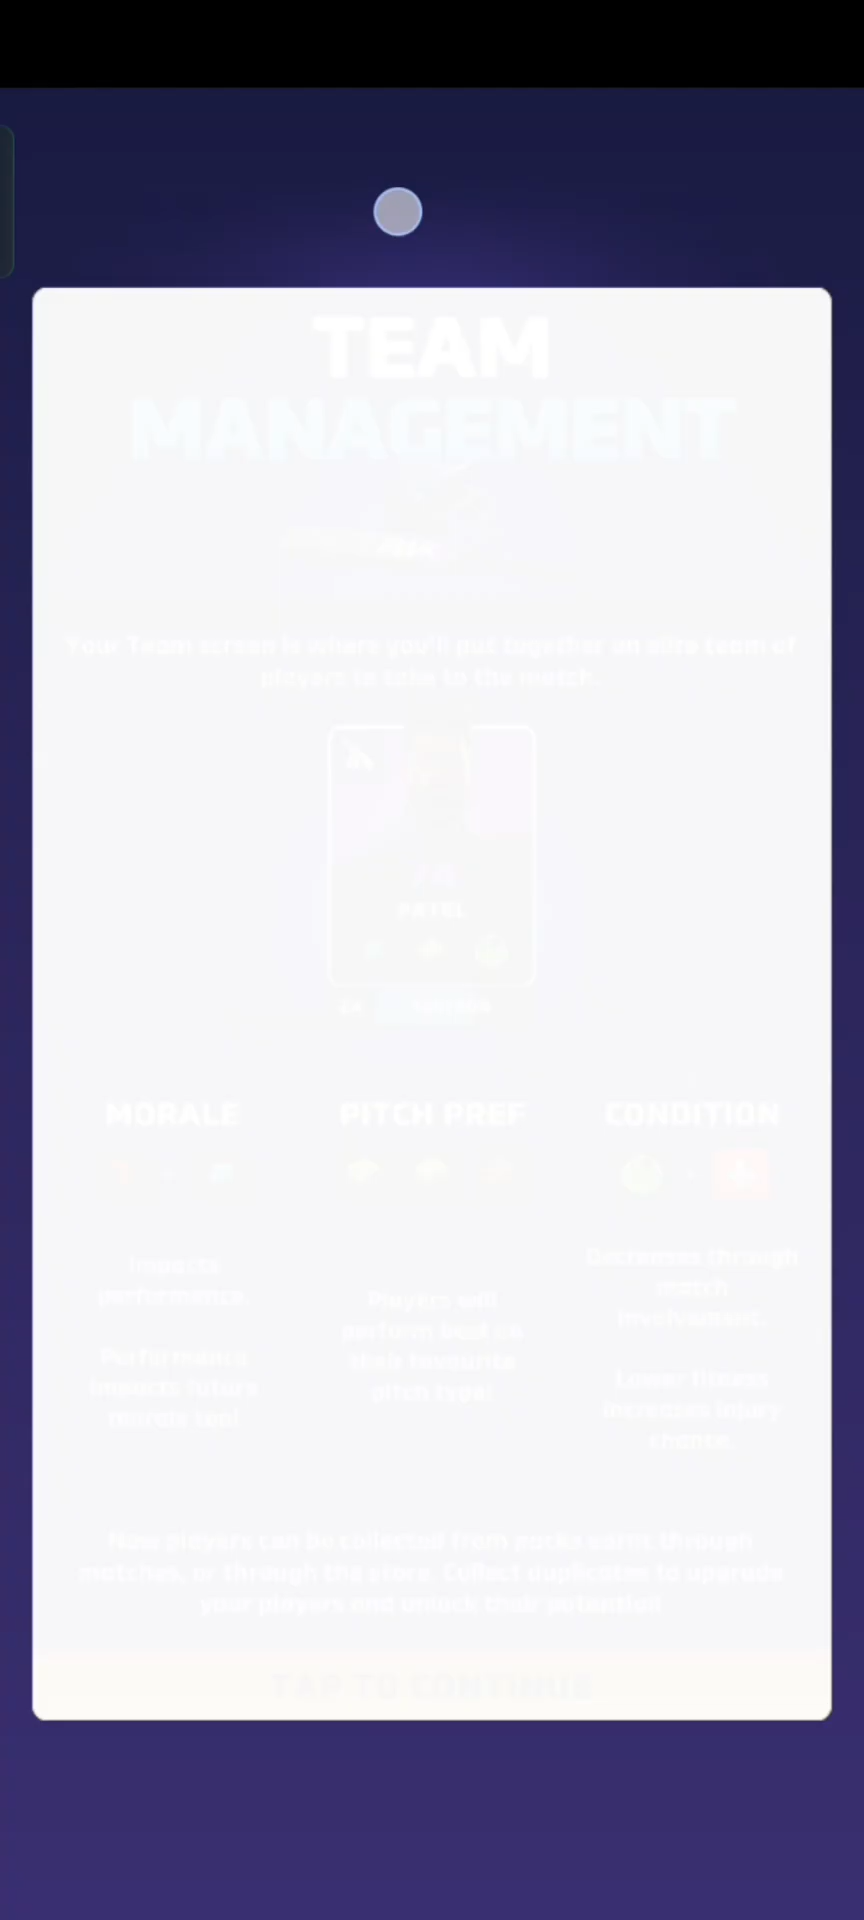 TEAM
MANAGEMENT
Your Team screen is where you'll put together an elite team of
players to take to the match.
PATEL
MORALE
PITCH PREF
CONDITION
Impacts
performance.
Performance
impacts future
morale too!
Players will
perform best on
their favourite
pitch type!
Decreases through
match
involvement.
Lower fitness
increases injury
chance.
New players can be collected from packs earnt through
matches, or through the store. Collect duplicates to upgrade
your players and unlock their potential!
TAP TO CONTINUE